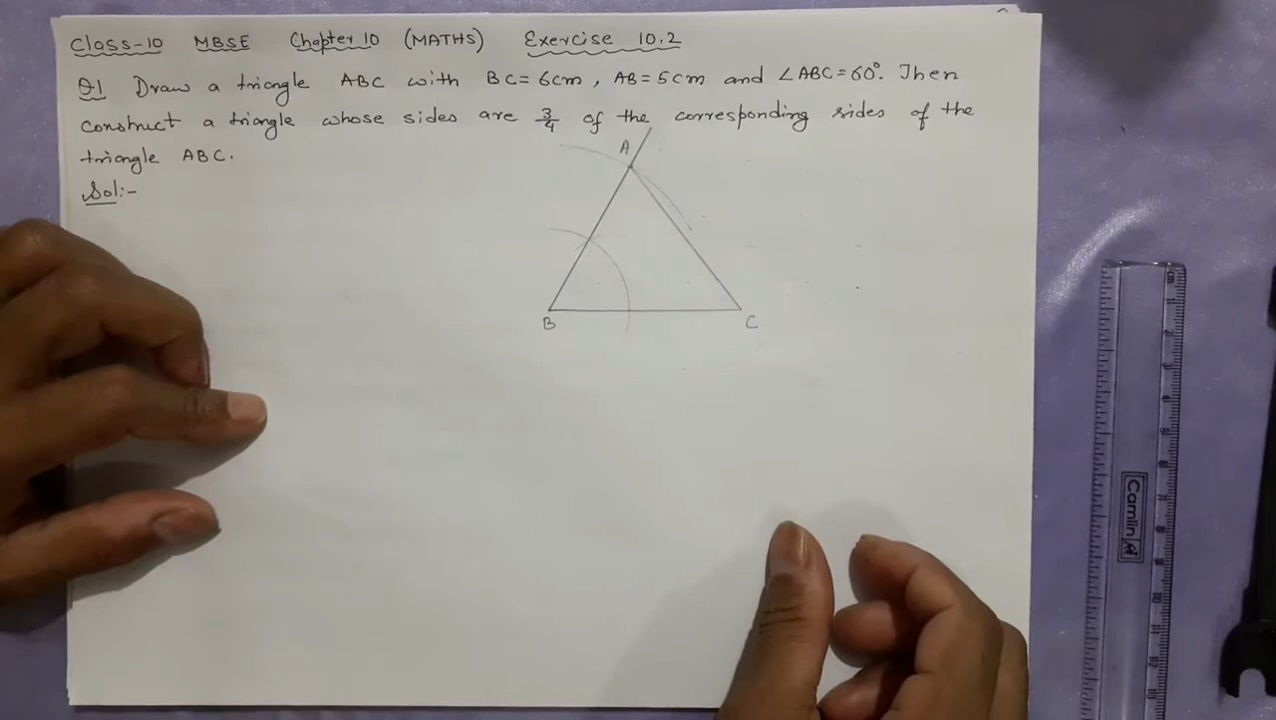 Class-10 MBSE Chapter 10 (MATHS) Exercise 10.2
Q1 Draw a triangle ABC with BC = 6cm, AB = 5cm and ∠ABC = 60°. Then
construct a triangle whose sides are 3/4 of the corresponding sides of the
triangle ABC.
Sol:-
A
B
C
Camlin
cm 1